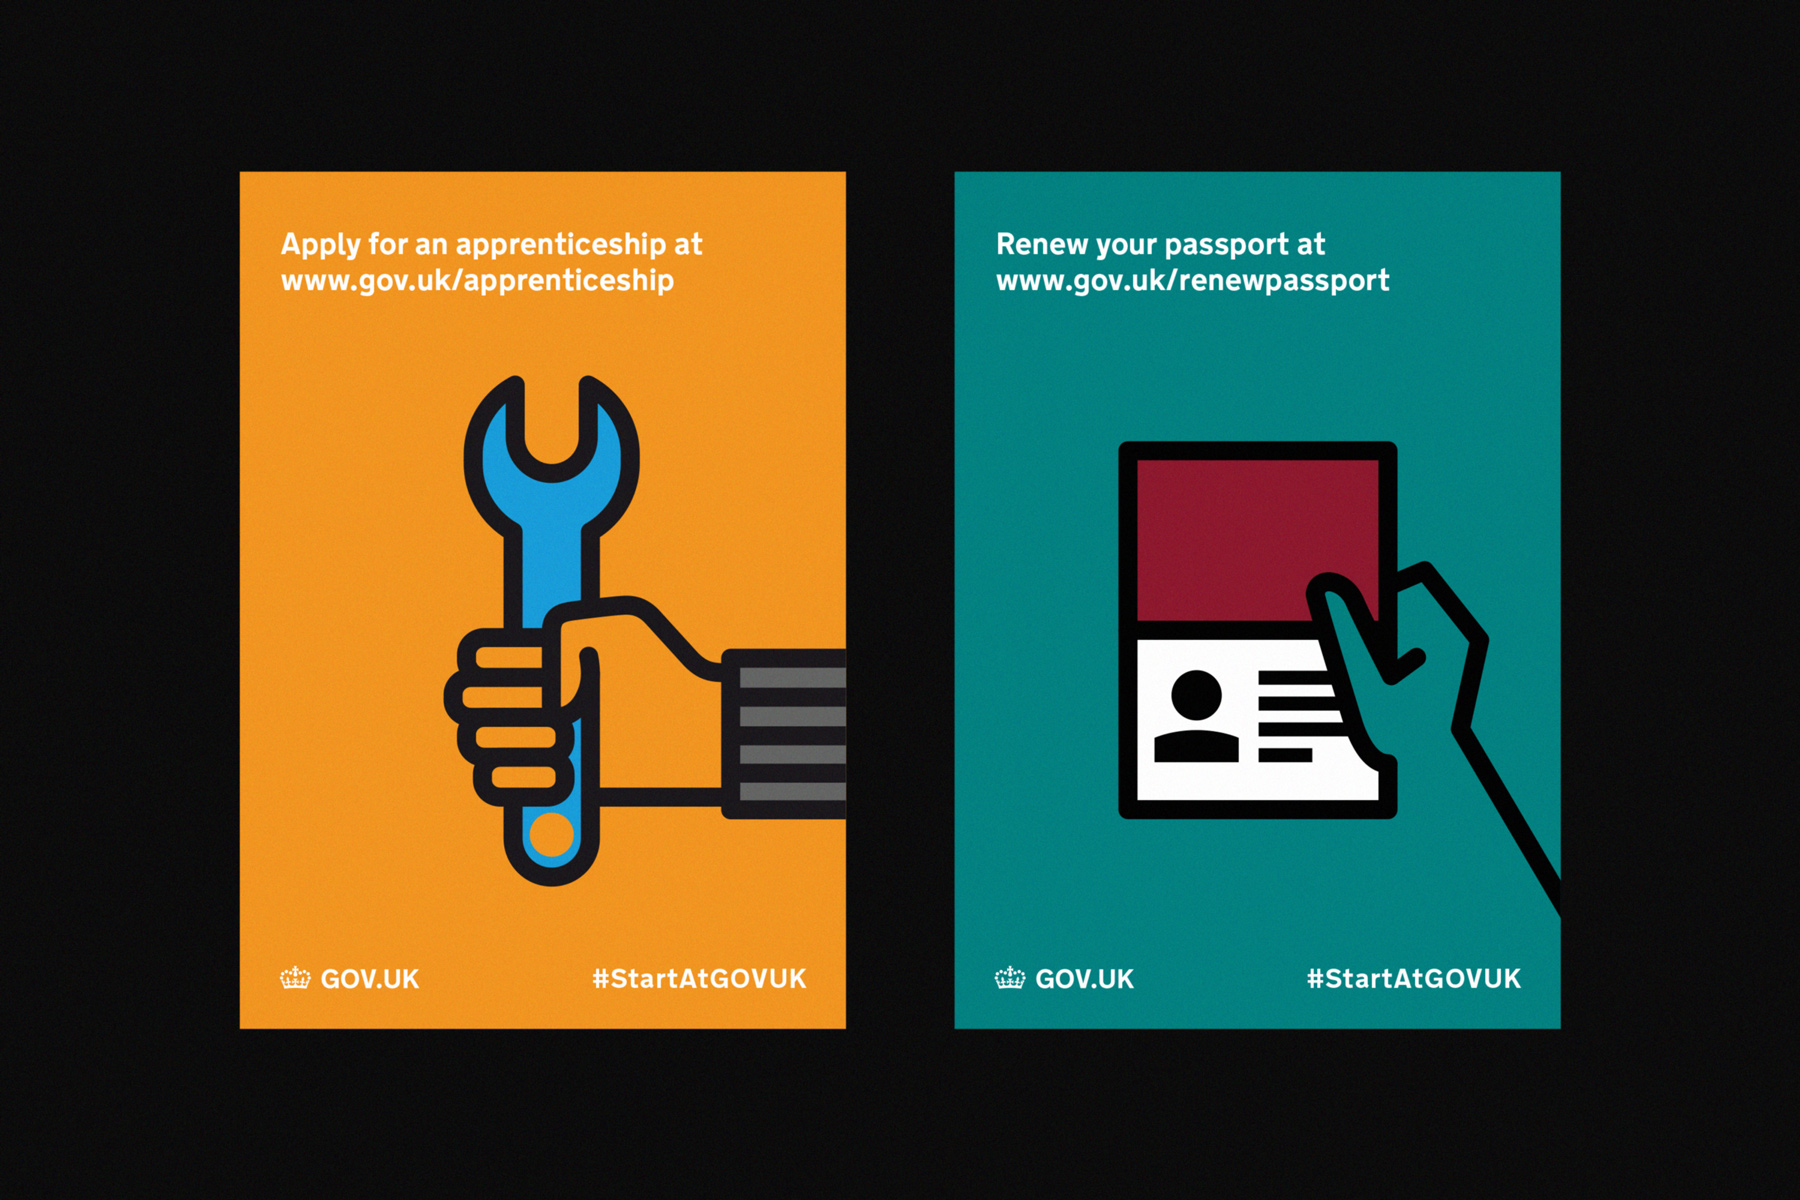 Apply for an apprenticeship at
www.gov.uk/apprenticeship
GOV.UK
#StartAtGOVUK
Renew your passport at
www.gov.uk/renewpassport
GOV.UK
#StartAtGOVUK